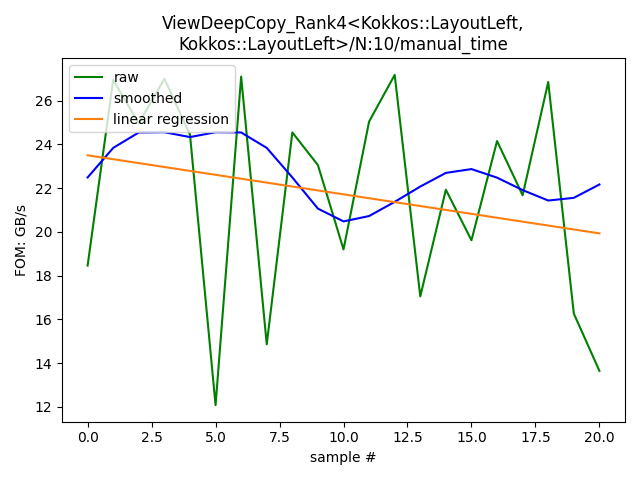 ViewDeepCopy_Rank4<Kokkos::LayoutLeft,
Kokkos::LayoutLeft>/N:10/manual_time
raw
smoothed
linear regression
FOM: GB/s
26
24
22
20
18
16
14
12
0.0 2.5 5.0 7.5 10.0 12.5 15.0 17.5 20.0
sample #